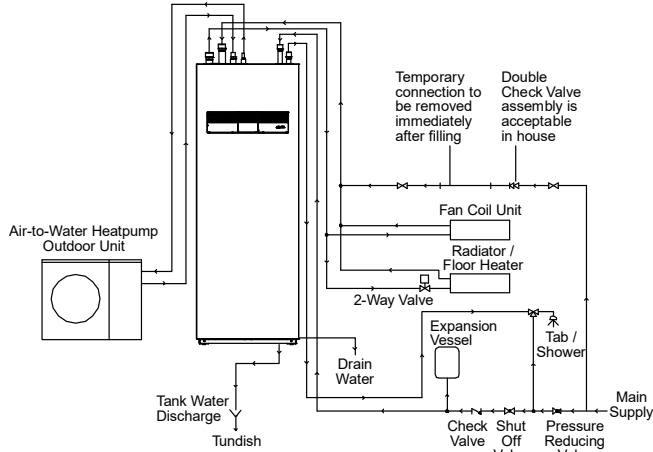 Temporary
connection to
be removed
immediately
after filling
Double
Check Valve
assembly is
acceptable
in house
Fan Coil Unit
Air-to-Water Heatpump
Outdoor Unit
Radiator /
Floor Heater
2-Way Valve
Expansion
Vessel
Tab /
Shower
Drain
Water
Tank Water
Discharge
Tundish
Main
Supply
Check
Valve
Shut
Off
Pressure
Reducing